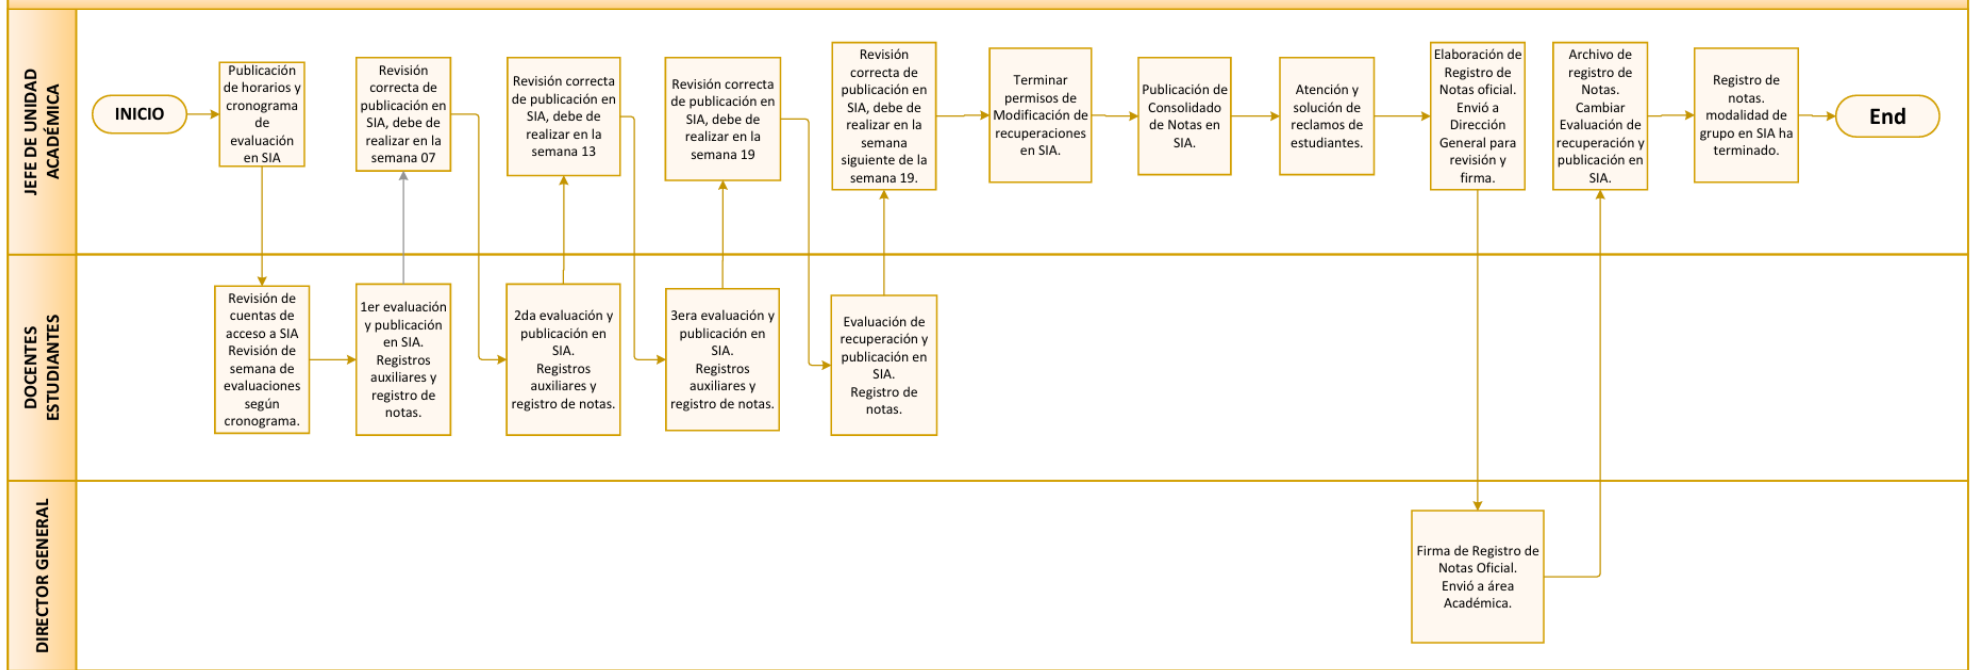 JEFE DE UNIDAD
ACADÉMICA
INICIO
Publicación
de horarios y
cronograma
de
evaluación
en SIA
Revisión
correcta de
publicación en
SIA, debe de
realizar en la
semana 07
Revisión correcta
de publicación en
SIA, debe de
realizar en la
semana 13
Revisión correcta
de publicación en
SIA, debe de
realizar en la
semana 19
Revisión
correcta de
publicación en
SIA, debe de
realizar en la
semana
siguiente de la
semana 19.
Terminar
permisos de
Modificación de
recuperaciones
en SIA.
Publicación de
Consolidado
de Notas en
SIA.
Atención y
solución de
reclamos de
estudiantes.
Elaboración de
Registro de
Notas oficial.
Envió a
Dirección
General para
revisión y
firma.
Archivo de
registro de
Notas.
Cambiar
Evaluación de
recuperación y
publicación en
SIA.
Registro de
notas.
modalidad de
grupo en SIA ha
terminado.
End
DOCENTES
ESTUDIANTES
Revisión de
cuentas de
acceso a SIA
Revisión de
semana de
evaluaciones
según
cronograma.
1er evaluación
y publicación
en SIA.
Registros
auxiliares y
registro de
notas.
2da evaluación y
publicación en
SIA.
Registros
auxiliares y
registro de notas.
3era evaluación y
publicación en
SIA.
Registros
auxiliares y
registro de notas.
Evaluación de
recuperación y
publicación en
SIA.
Registro de
notas.
DIRECTOR GENERAL
Firma de Registro de
Notas Oficial.
Envió a área
Académica.